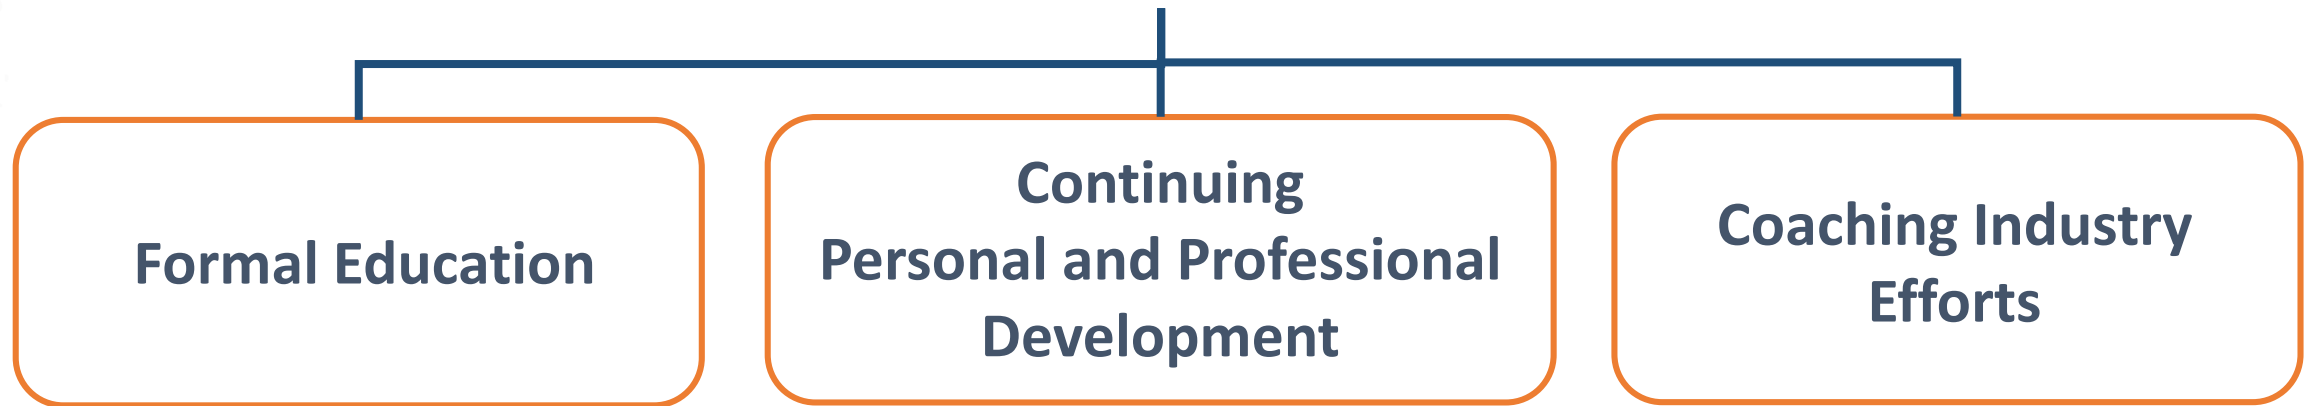 Formal Education
Continuing
Personal and Professional
Development
Coaching Industry
Efforts